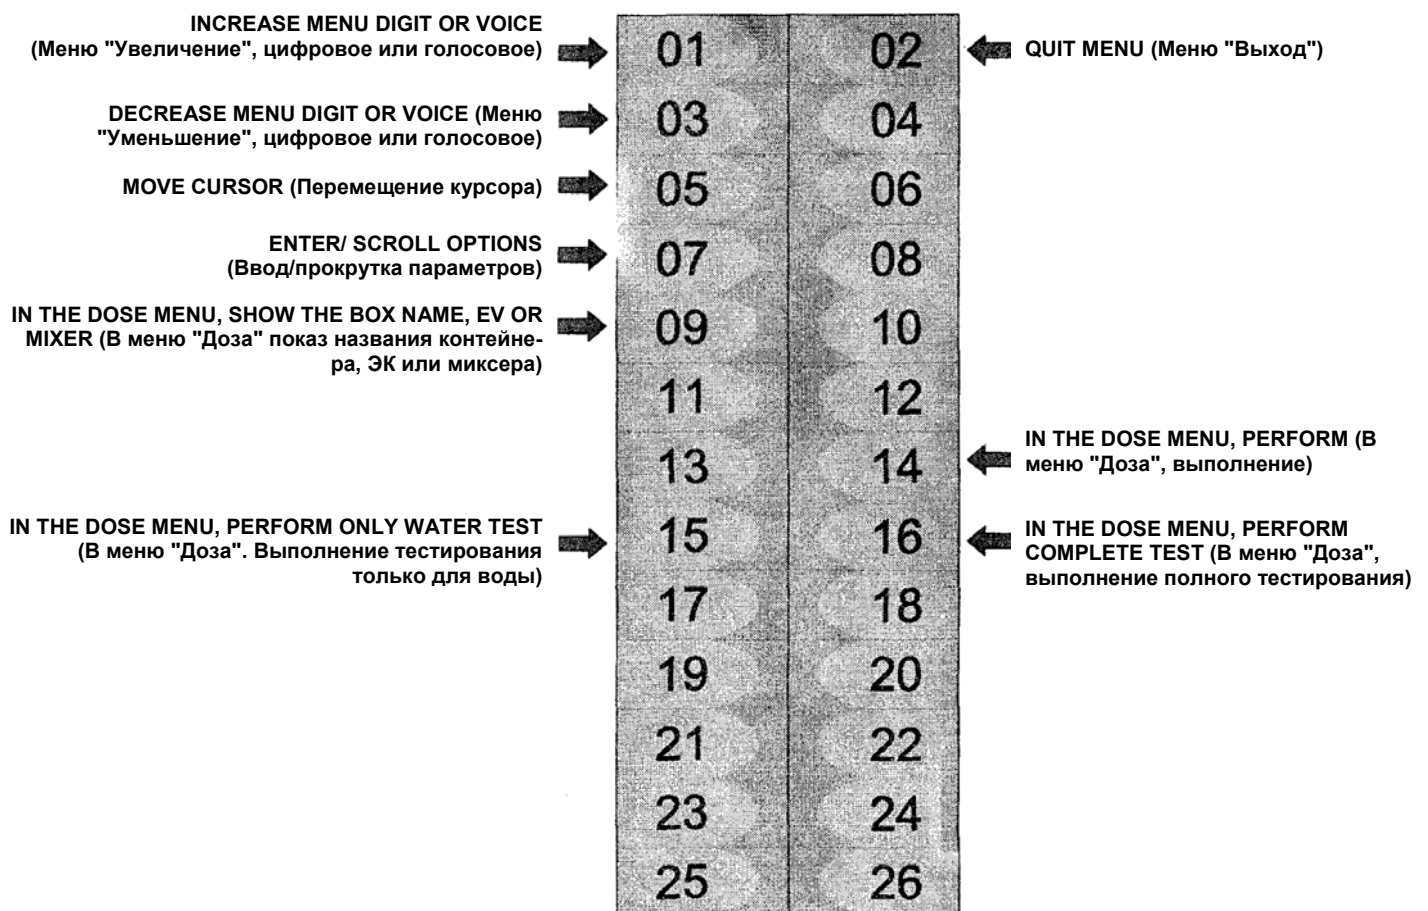 INCREASE MENU DIGIT OR VOICE
(Меню "Увеличение", цифровое или голосовое)
01
02
QUIT MENU (Меню "Выход")
DECREASE MENU DIGIT OR VOICE (Меню
"Уменьшение", цифровое или голосовое)
03
04
MOVE CURSOR (Перемещение курсора)
05
06
ENTER/ SCROLL OPTIONS
(Ввод/прокрутка параметров)
07
08
IN THE DOSE MENU, SHOW THE BOX NAME, EV OR
MIXER (В меню "Доза" показ названия контейне-
ра, ЭК или миксера)
09
10
11
12
13
14
IN THE DOSE MENU, PERFORM (В
меню "Доза", выполнение)
IN THE DOSE MENU, PERFORM ONLY WATER TEST
(В меню "Доза". Выполнение тестирования
только для воды)
15
16
IN THE DOSE MENU, PERFORM
COMPLETE TEST (В меню "Доза",
выполнение полного тестирования)
17
18
19
20
21
22
23
24
25
26